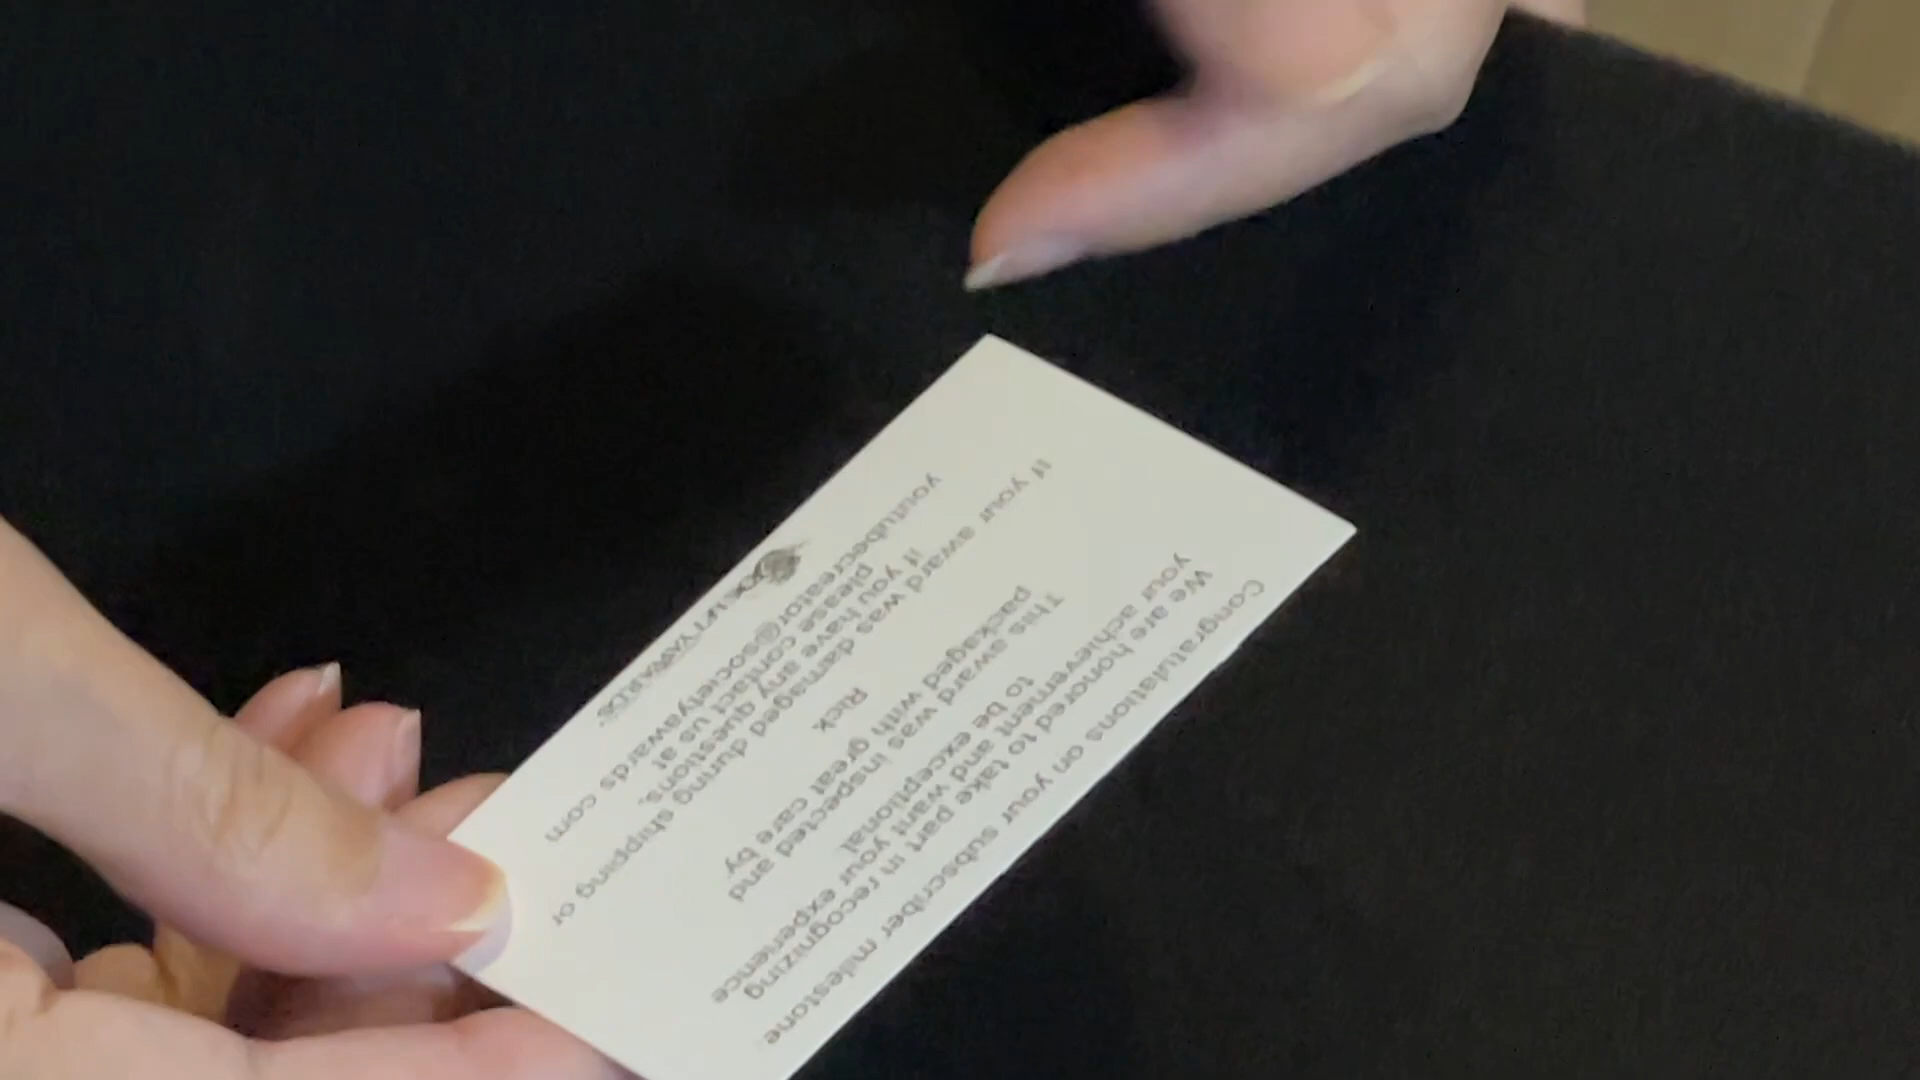 Congratulations on your subscriber milestone
We are honored to take part in recognizing
your achievement and want your experience
to be exceptional
This award was inspected and
packaged with great care by
Rick
If your award was damaged during shipping or
if you have any questions,
please contact us at
youtubecreator@societyawards com
SOCIETYAWARDS